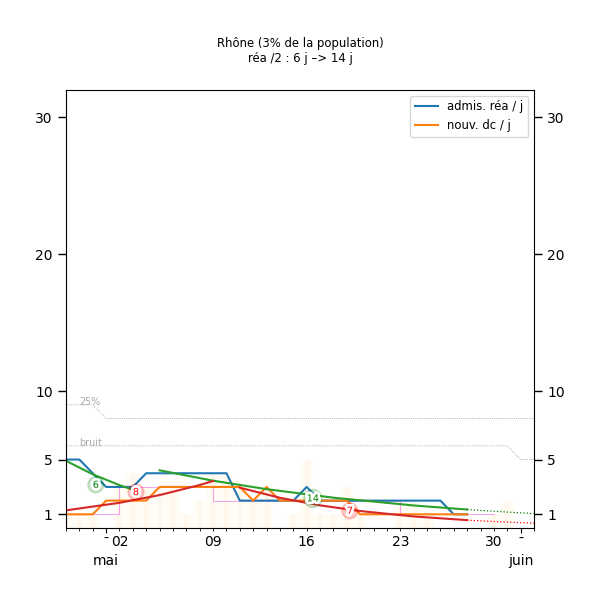 Rhône (3% de la population)
réa /2 : 6 j –> 14 j
admis. réa / j
nouv. dc / j
30 30
20 20
10 10
25%
bruit
5 5
6 8 14 7
1 1
02 09 16 23 30
mai juin